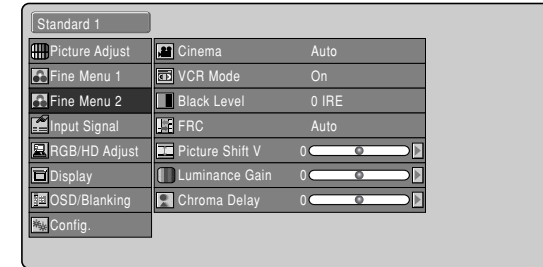 Standard 1
Picture Adjust Cinema Auto
Fine Menu 1 VCR Mode On
Fine Menu 2 Black Level 0 IRE
Input Signal FRC Auto
RGB/HD Adjust Picture Shift V 0
Display Luminance Gain 0
OSD/Blanking Chroma Delay 0
Config.